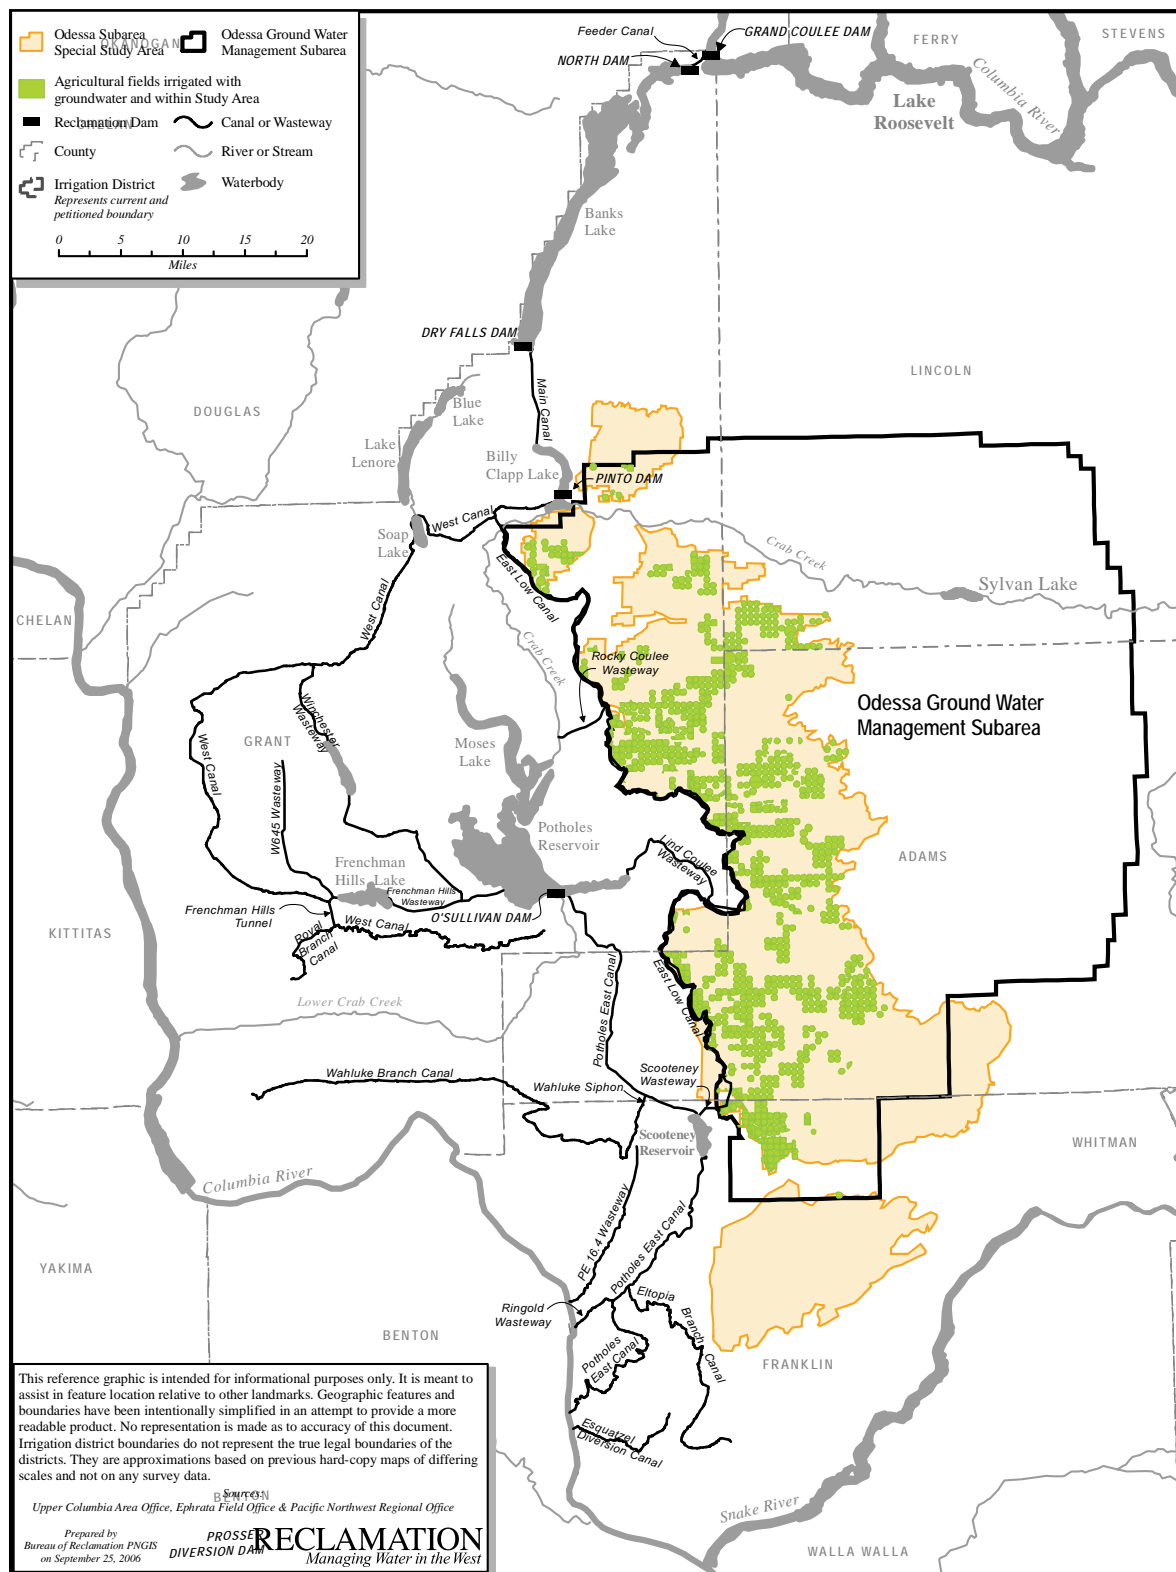 Odessa Subarea
Special Study Area
Odessa Ground Water
Management Subarea
OKANOGAN
Agricultural fields irrigated with
groundwater and within Study Area
Reclamation Dam
Canal or Wasteway
CHELAN
County
River or Stream
Irrigation District
Waterbody
Represents current and
petitioned boundary
0 5 10 15 20
Miles
Feeder Canal
GRAND COULEE DAM
NORTH DAM
FERRY
STEVENS
Columbia River
Lake
Roosevelt
Banks
Lake
DRY FALLS DAM
Main Canal
LINCOLN
DOUGLAS
Blue
Lake
Lake
Lenore
Billy
Clapp Lake
PINTO DAM
West Canal
Soap
Lake
East Low Canal
Crab Creek
Sylvan Lake
CHELAN
West Canal
Crab Creek
Rocky Coulee
Wasteway
Odessa Ground Water
Management Subarea
Winchester
Wasteway
GRANT
West Canal
Moses
Lake
W645 Wasteway
Potholes
Reservoir
Lind Coulee
Wasteway
ADAMS
Frenchman
Hills Lake
Frenchman Hills
Wasteway
Frenchman Hills
Tunnel
O'SULLIVAN DAM
West Canal
Royal
Branch
Canal
KITTITAS
Potholes East Canal
East Low Canal
Lower Crab Creek
Wahluke Branch Canal
Wahluke Siphon
Scooteney
Wasteway
Scooteney
Reservoir
WHITMAN
Columbia River
PE 16.4 Wasteway
Potholes East Canal
YAKIMA
Ringold
Wasteway
Eltopia
Branch Canal
BENTON
Potholes
East Canal
FRANKLIN
Esquatzel
Diversion Canal
Snake River
WALLA WALLA
This reference graphic is intended for informational purposes only. It is meant to
assist in feature location relative to other landmarks. Geographic features and
boundaries have been intentionally simplified in an attempt to provide a more
readable product. No representation is made as to accuracy of this document.
Irrigation district boundaries do not represent the true legal boundaries of the
districts. They are approximations based on previous hard-copy maps of differing
scales and not on any survey data.
Sources:
BENTON
Upper Columbia Area Office, Ephrata Field Office & Pacific Northwest Regional Office
Prepared by
Bureau of Reclamation PNGIS
on September 25, 2006
PROSSER
DIVERSION DAM
RECLAMATION
Managing Water in the West